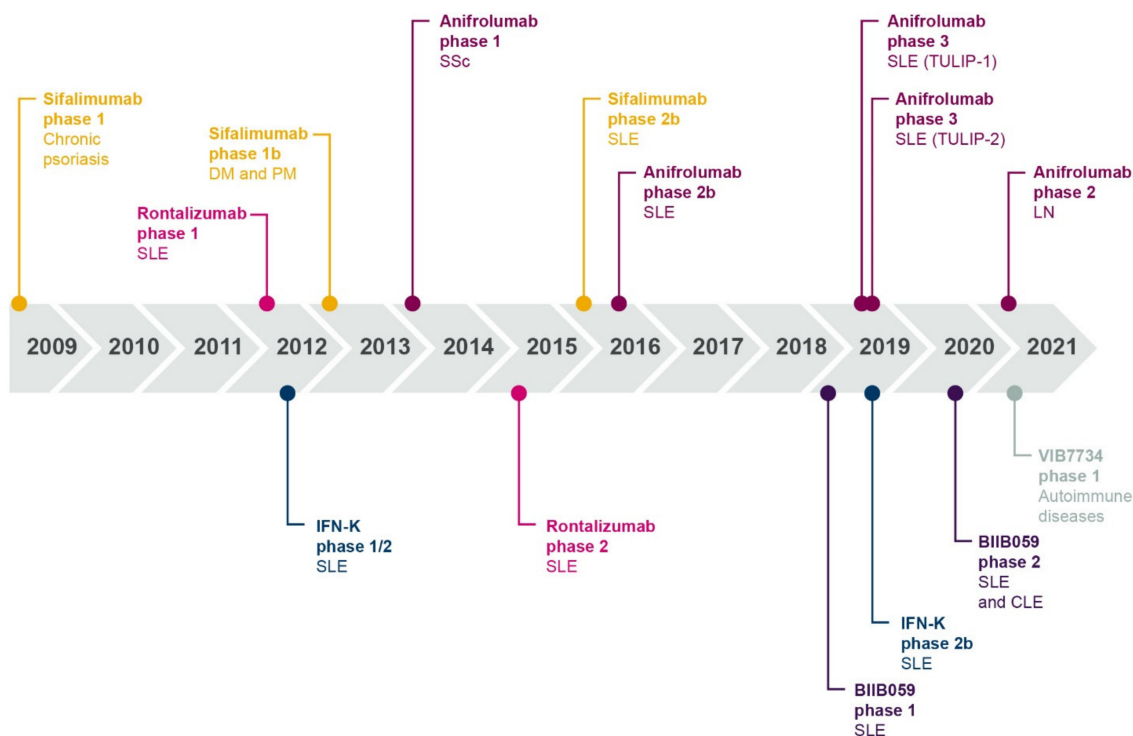 Anifrolumab
phase 1
SSc
Anifrolumab
phase 3
SLE (TULIP-1)
Sifalimumab
phase 1
Chronic
psoriasis
Sifalimumab
phase 1b
DM and PM
Sifalimumab
phase 2b
SLE
Anifrolumab
phase 3
SLE (TULIP-2)
Rontalizumab
phase 1
SLE
Anifrolumab
phase 2b
SLE
Anifrolumab
phase 2
LN
2009 2010 2011 2012 2013 2014 2015 2016 2017 2018 2019 2020 2021
IFN-K
phase 1/2
SLE
Rontalizumab
phase 2
SLE
VIB7734
phase 1
Autoimmune
diseases
BIIB059
phase 2
SLE
and CLE
IFN-K
phase 2b
SLE
BIIB059
phase 1
SLE